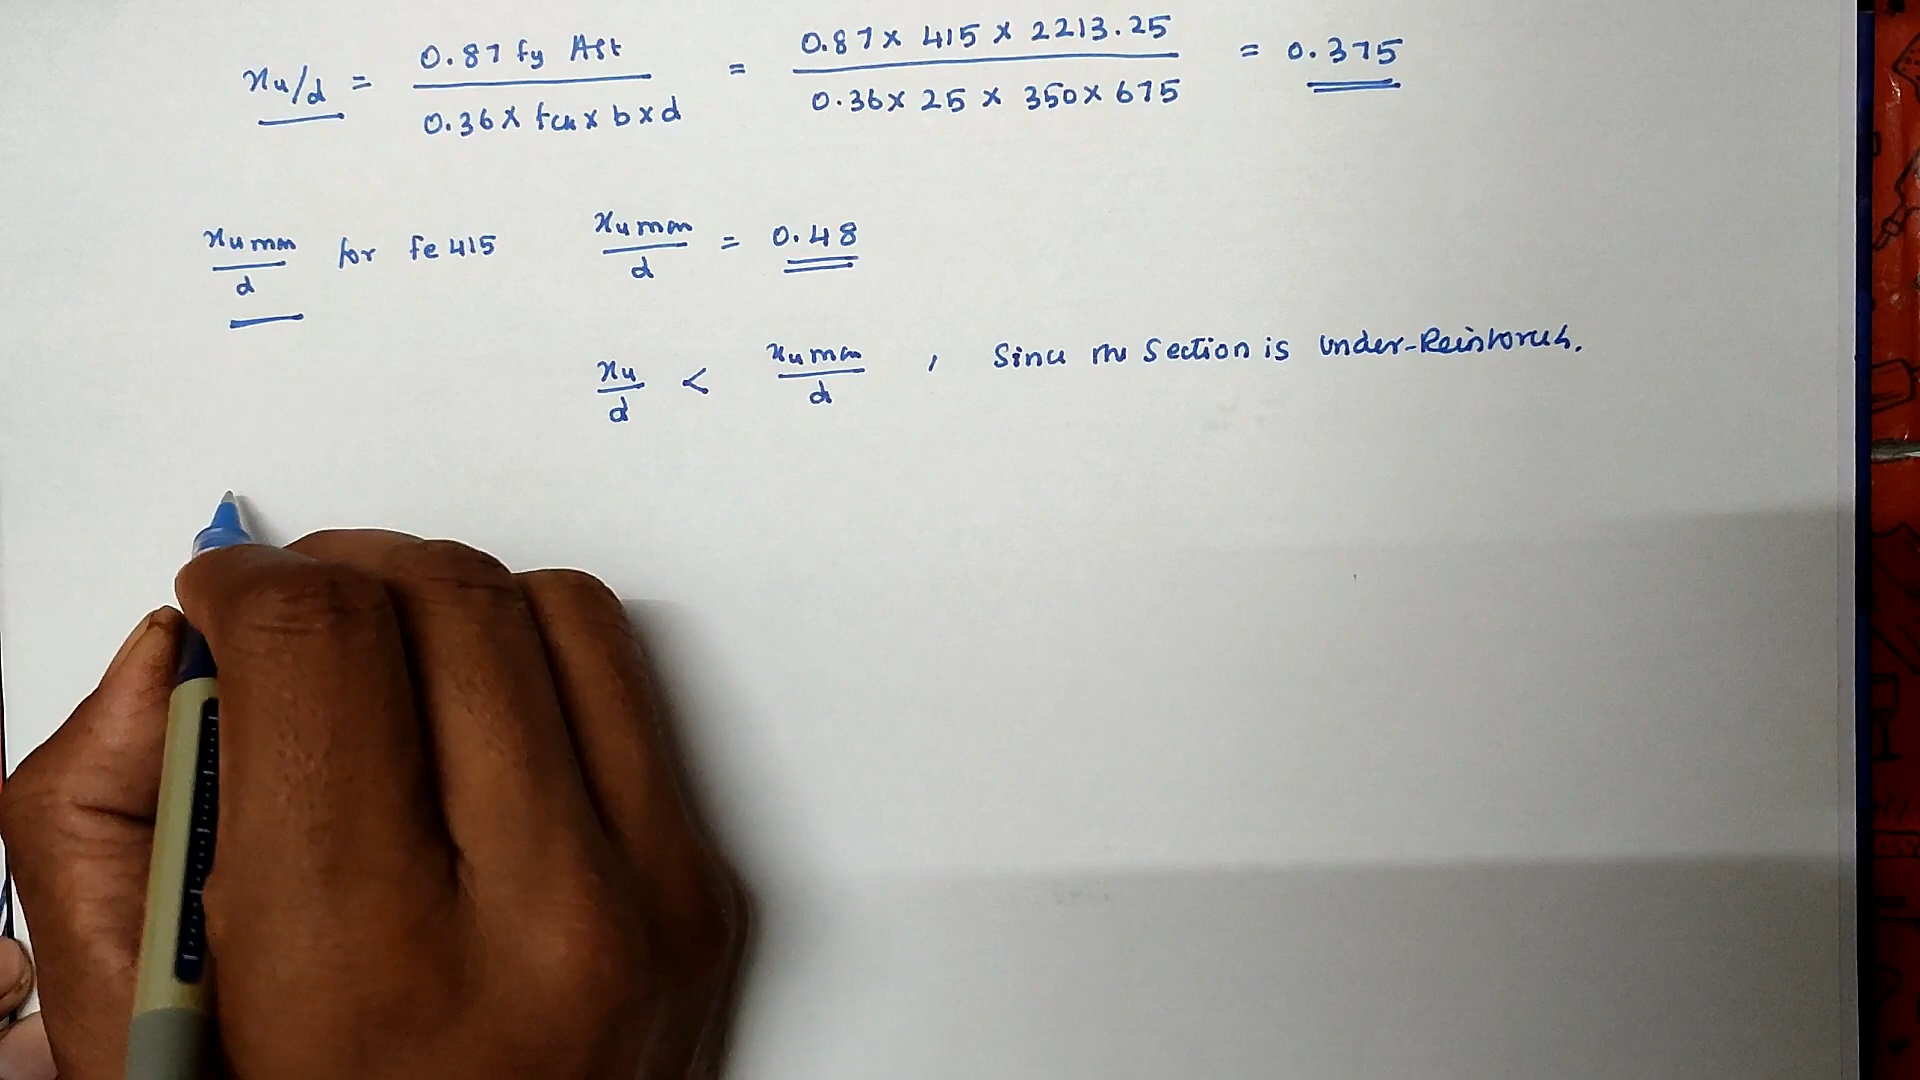 xu/d = 0.87 fy Ast / 0.36 x fck x b x d = 0.87 x 415 x 2213.25 / 0.36 x 25 x 350 x 675 = 0.375
xumax / d for fe 415 xumax / d = 0.48
xu / d < xumax / d , Since the Section is Under-Reinforced.